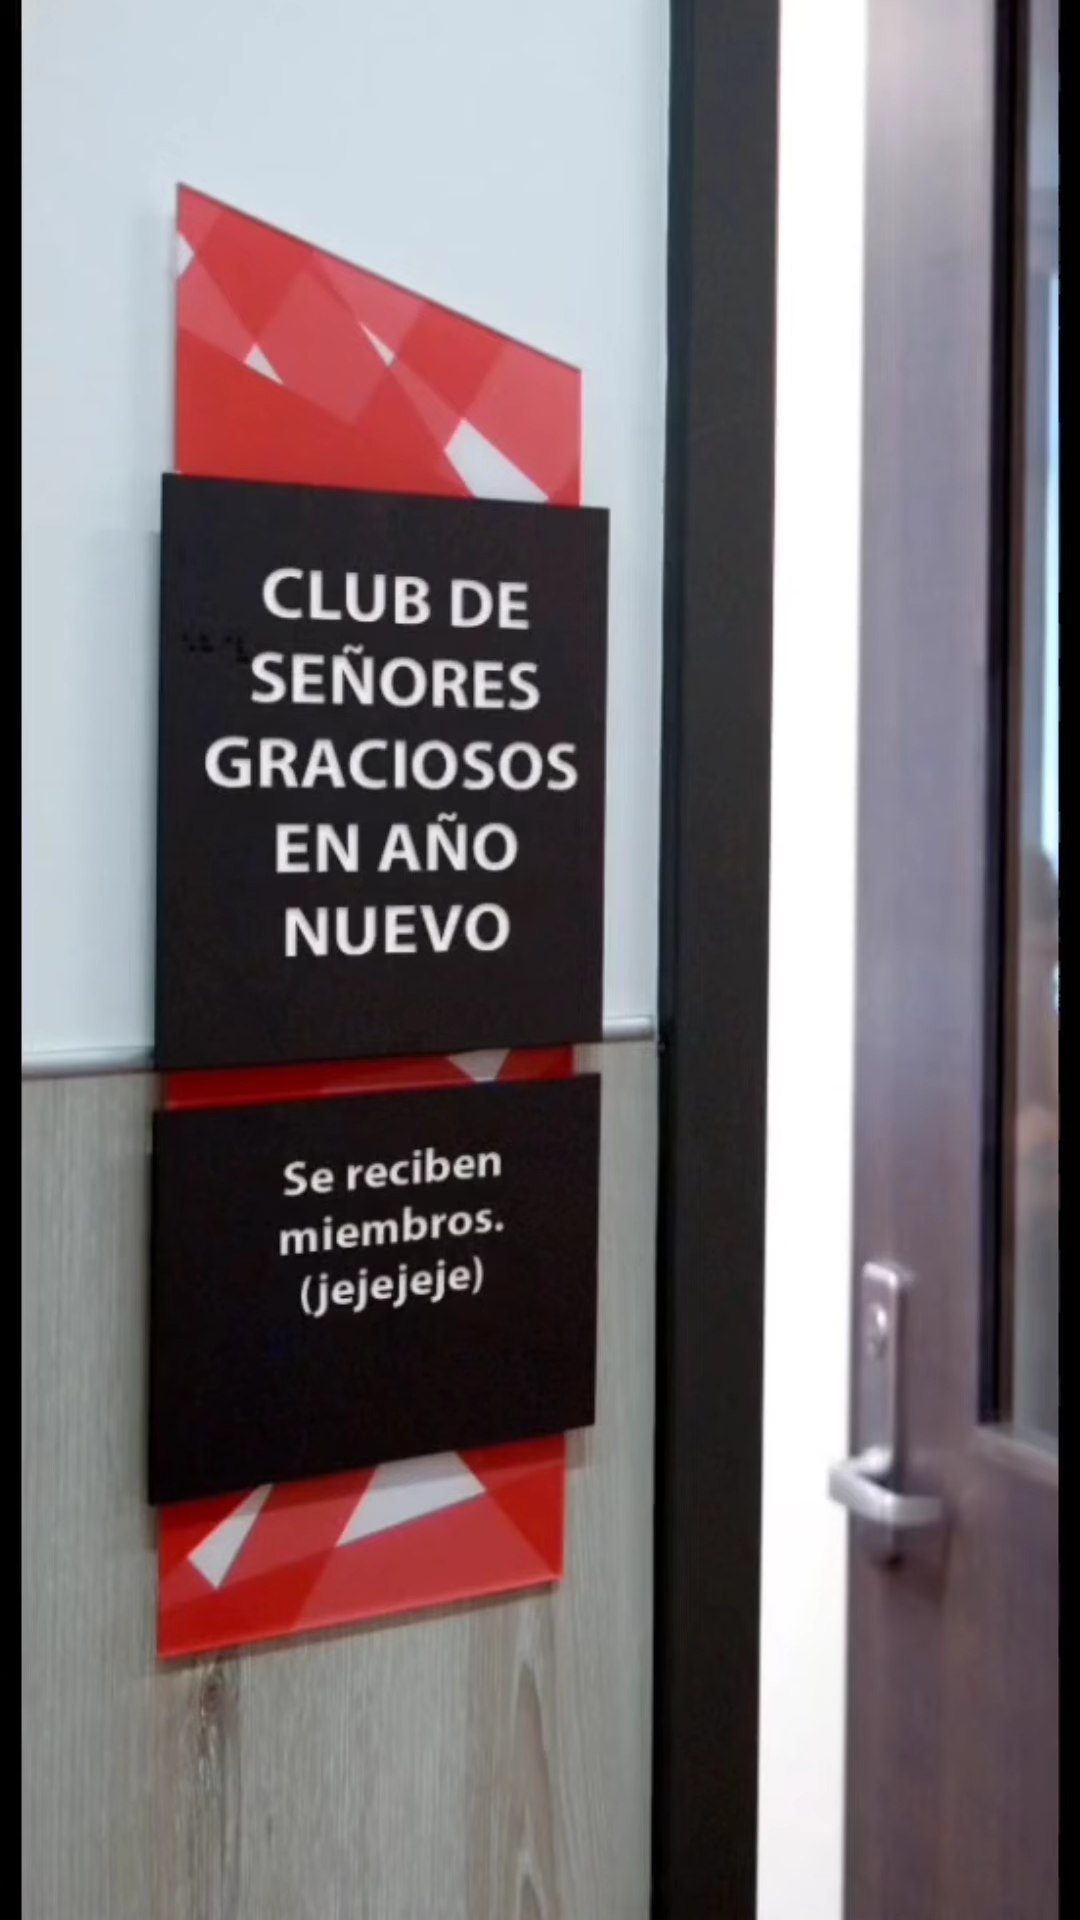 CLUB DE
SEÑORES
GRACIOSOS
EN AÑO
NUEVO
Se reciben
miembros.
(jejejeje)